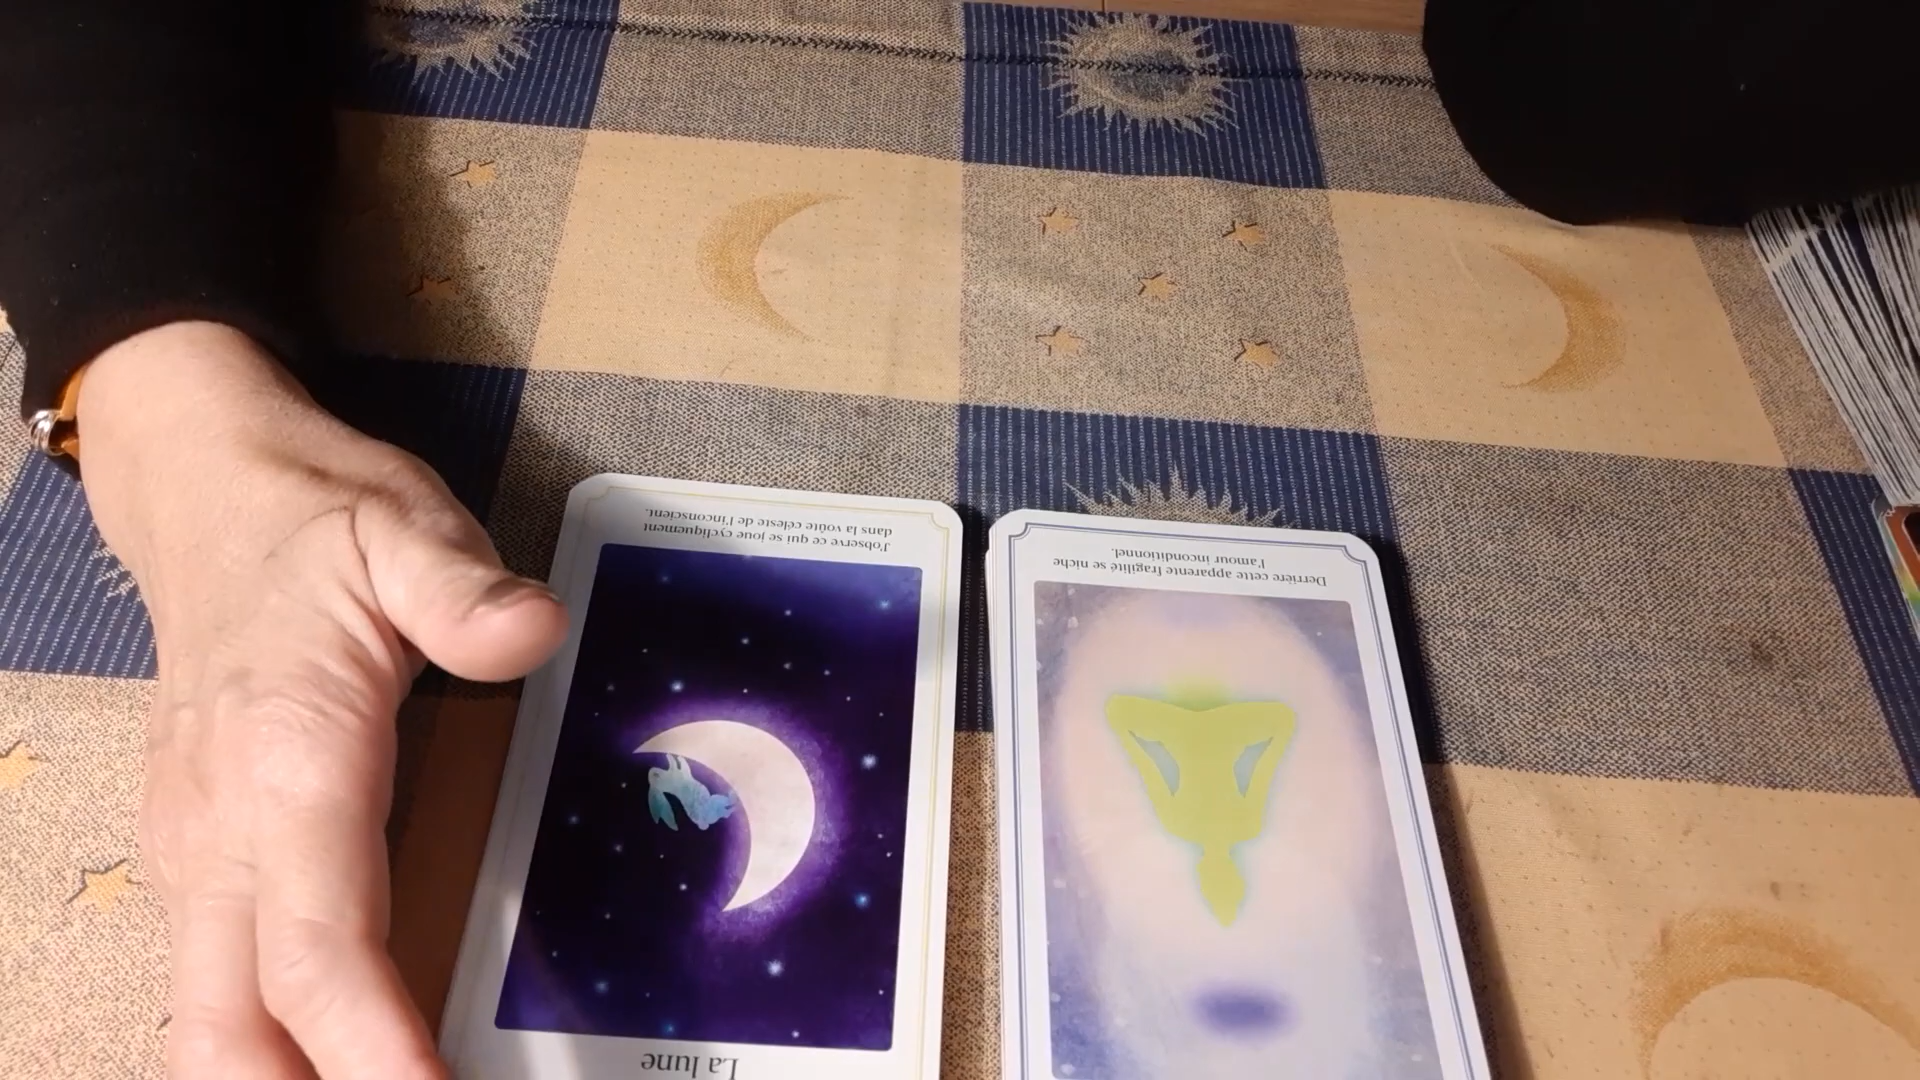 J'observe ce qui se joue cycliquement
dans la voûte céleste de l'inconscient.
La lune
Derrière cette apparente fragilité se niche
l'amour inconditionnel.